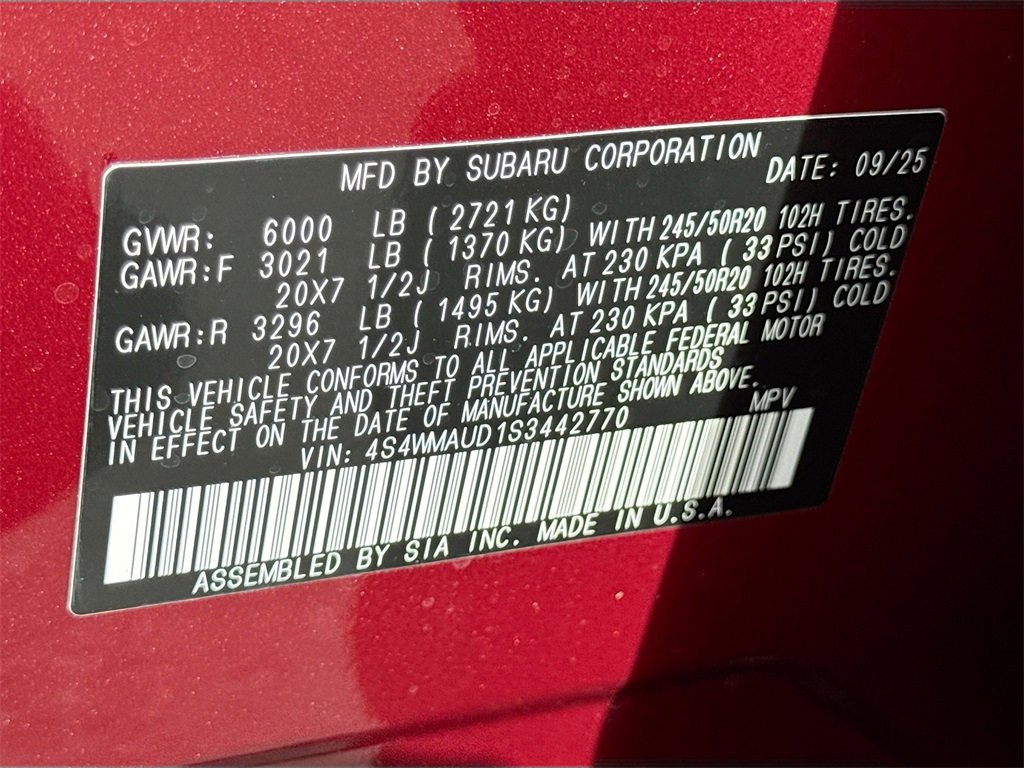 MFD BY SUBARU CORPORATION DATE: 09/25
GVWR: 6000 LB ( 2721 KG)
GAWR:F 3021 LB ( 1370 KG) WITH 245/50R20 102H TIRES.
20X7 1/2J RIMS. AT 230 KPA ( 33 PSI) COLD
GAWR:R 3296 LB ( 1495 KG) WITH 245/50R20 102H TIRES.
20X7 1/2J RIMS. AT 230 KPA ( 33 PSI) COLD
THIS VEHICLE CONFORMS TO ALL APPLICABLE FEDERAL MOTOR
VEHICLE SAFETY AND THEFT PREVENTION STANDARDS
IN EFFECT ON THE DATE OF MANUFACTURE SHOWN ABOVE.
VIN: 4S4WMAUD1S3442770 MPV
ASSEMBLED BY SIA INC. MADE IN U.S.A.